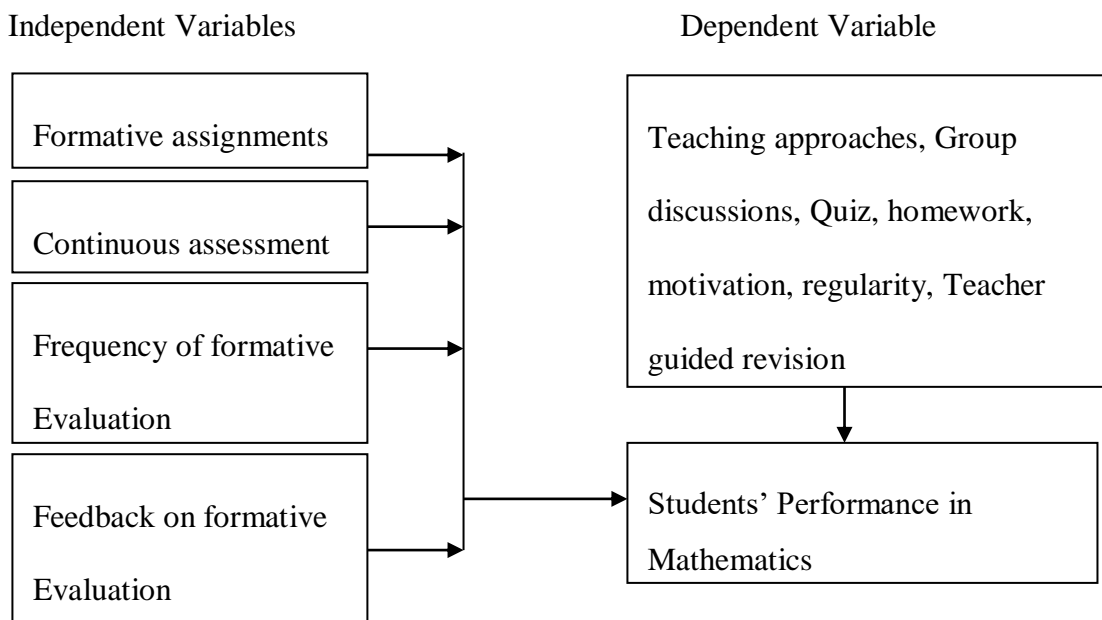 Independent Variables
Dependent Variable
Formative assignments
Continuous assessment
Frequency of formative
Evaluation
Feedback on formative
Evaluation
Teaching approaches, Group
discussions, Quiz, homework,
motivation, regularity, Teacher
guided revision
Students’ Performance in
Mathematics